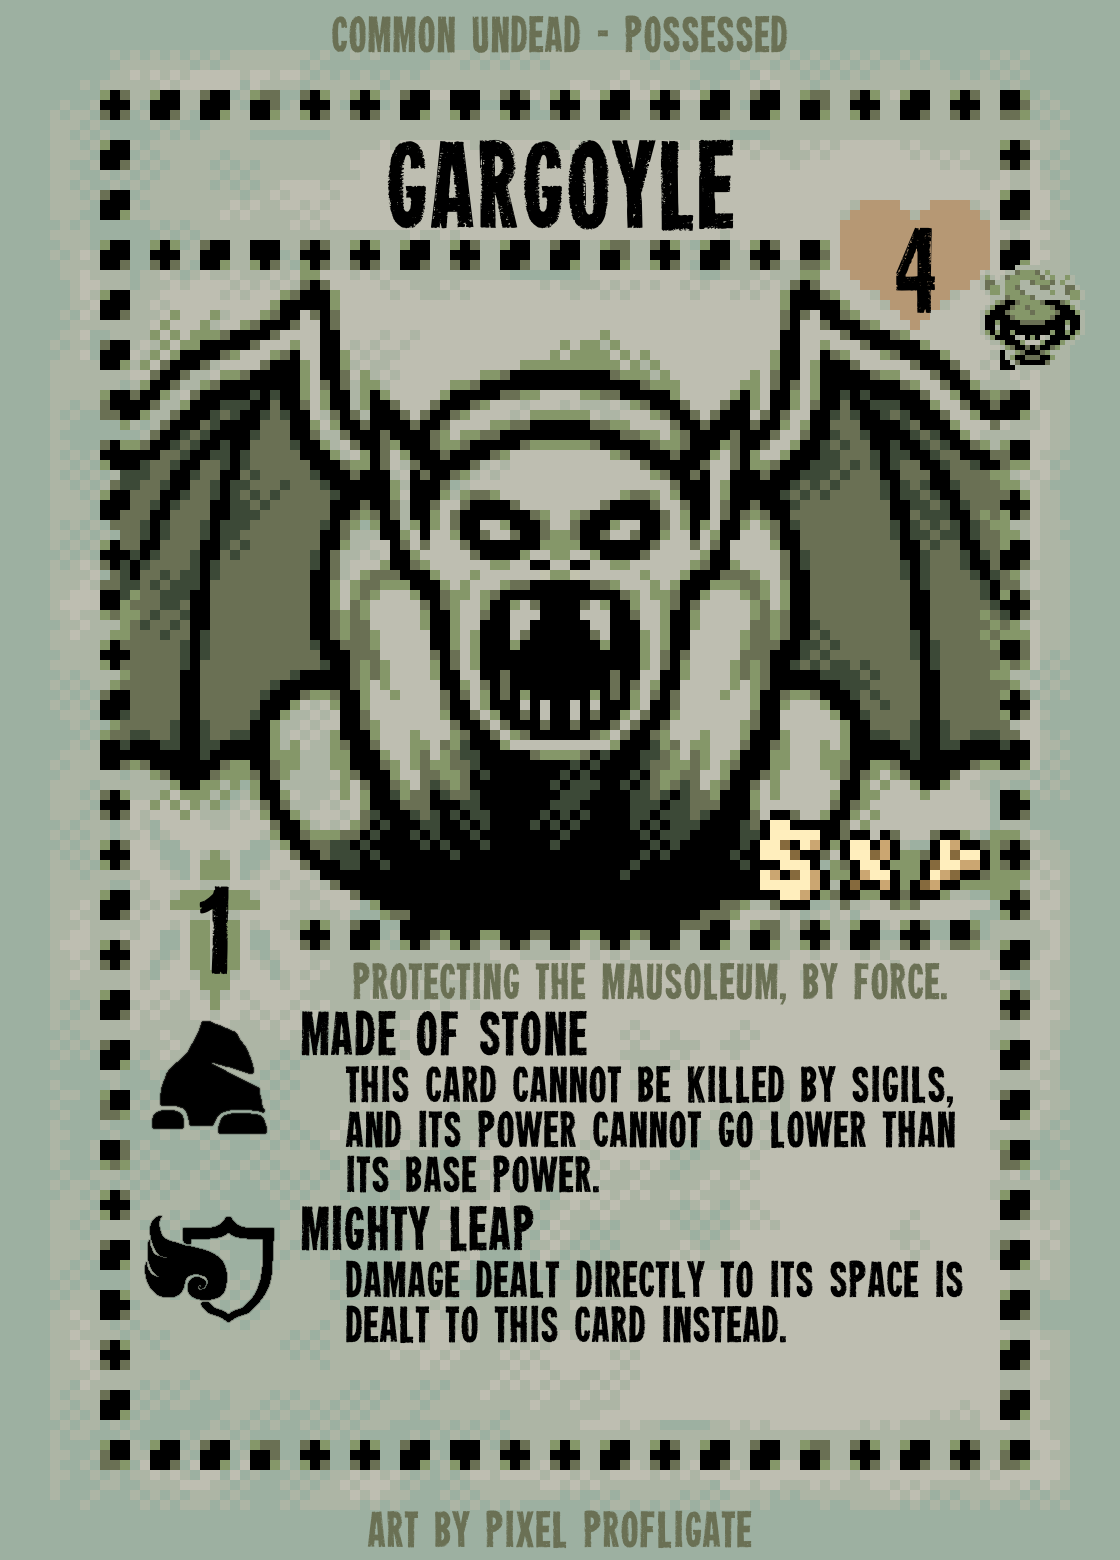 COMMON UNDEAD - POSSESSED
GARGOYLE
4
5 X
1
PROTECTING THE MAUSOLEUM, BY FORCE.
MADE OF STONE
THIS CARD CANNOT BE KILLED BY SIGILS,
AND ITS POWER CANNOT GO LOWER THAN
ITS BASE POWER.
MIGHTY LEAP
DAMAGE DEALT DIRECTLY TO ITS SPACE IS
DEALT TO THIS CARD INSTEAD.
ART BY PIXEL PROFLIGATE